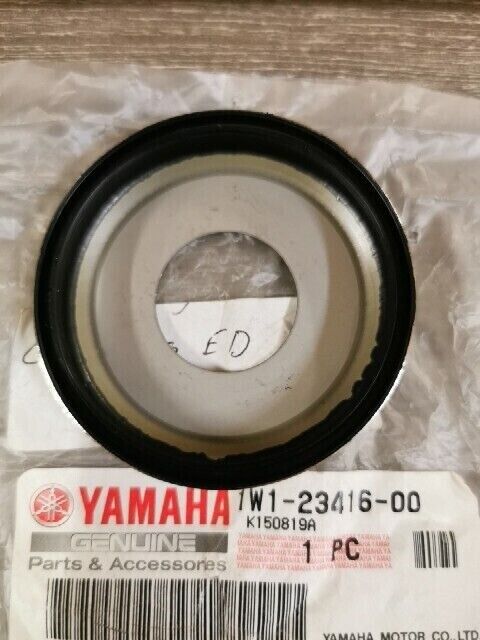 ED
YAMAHA
1W1-23416-00
K150819A
GENUINE
1 PC
Parts & Accessories
YAMAHA MOTOR CO.,LTD